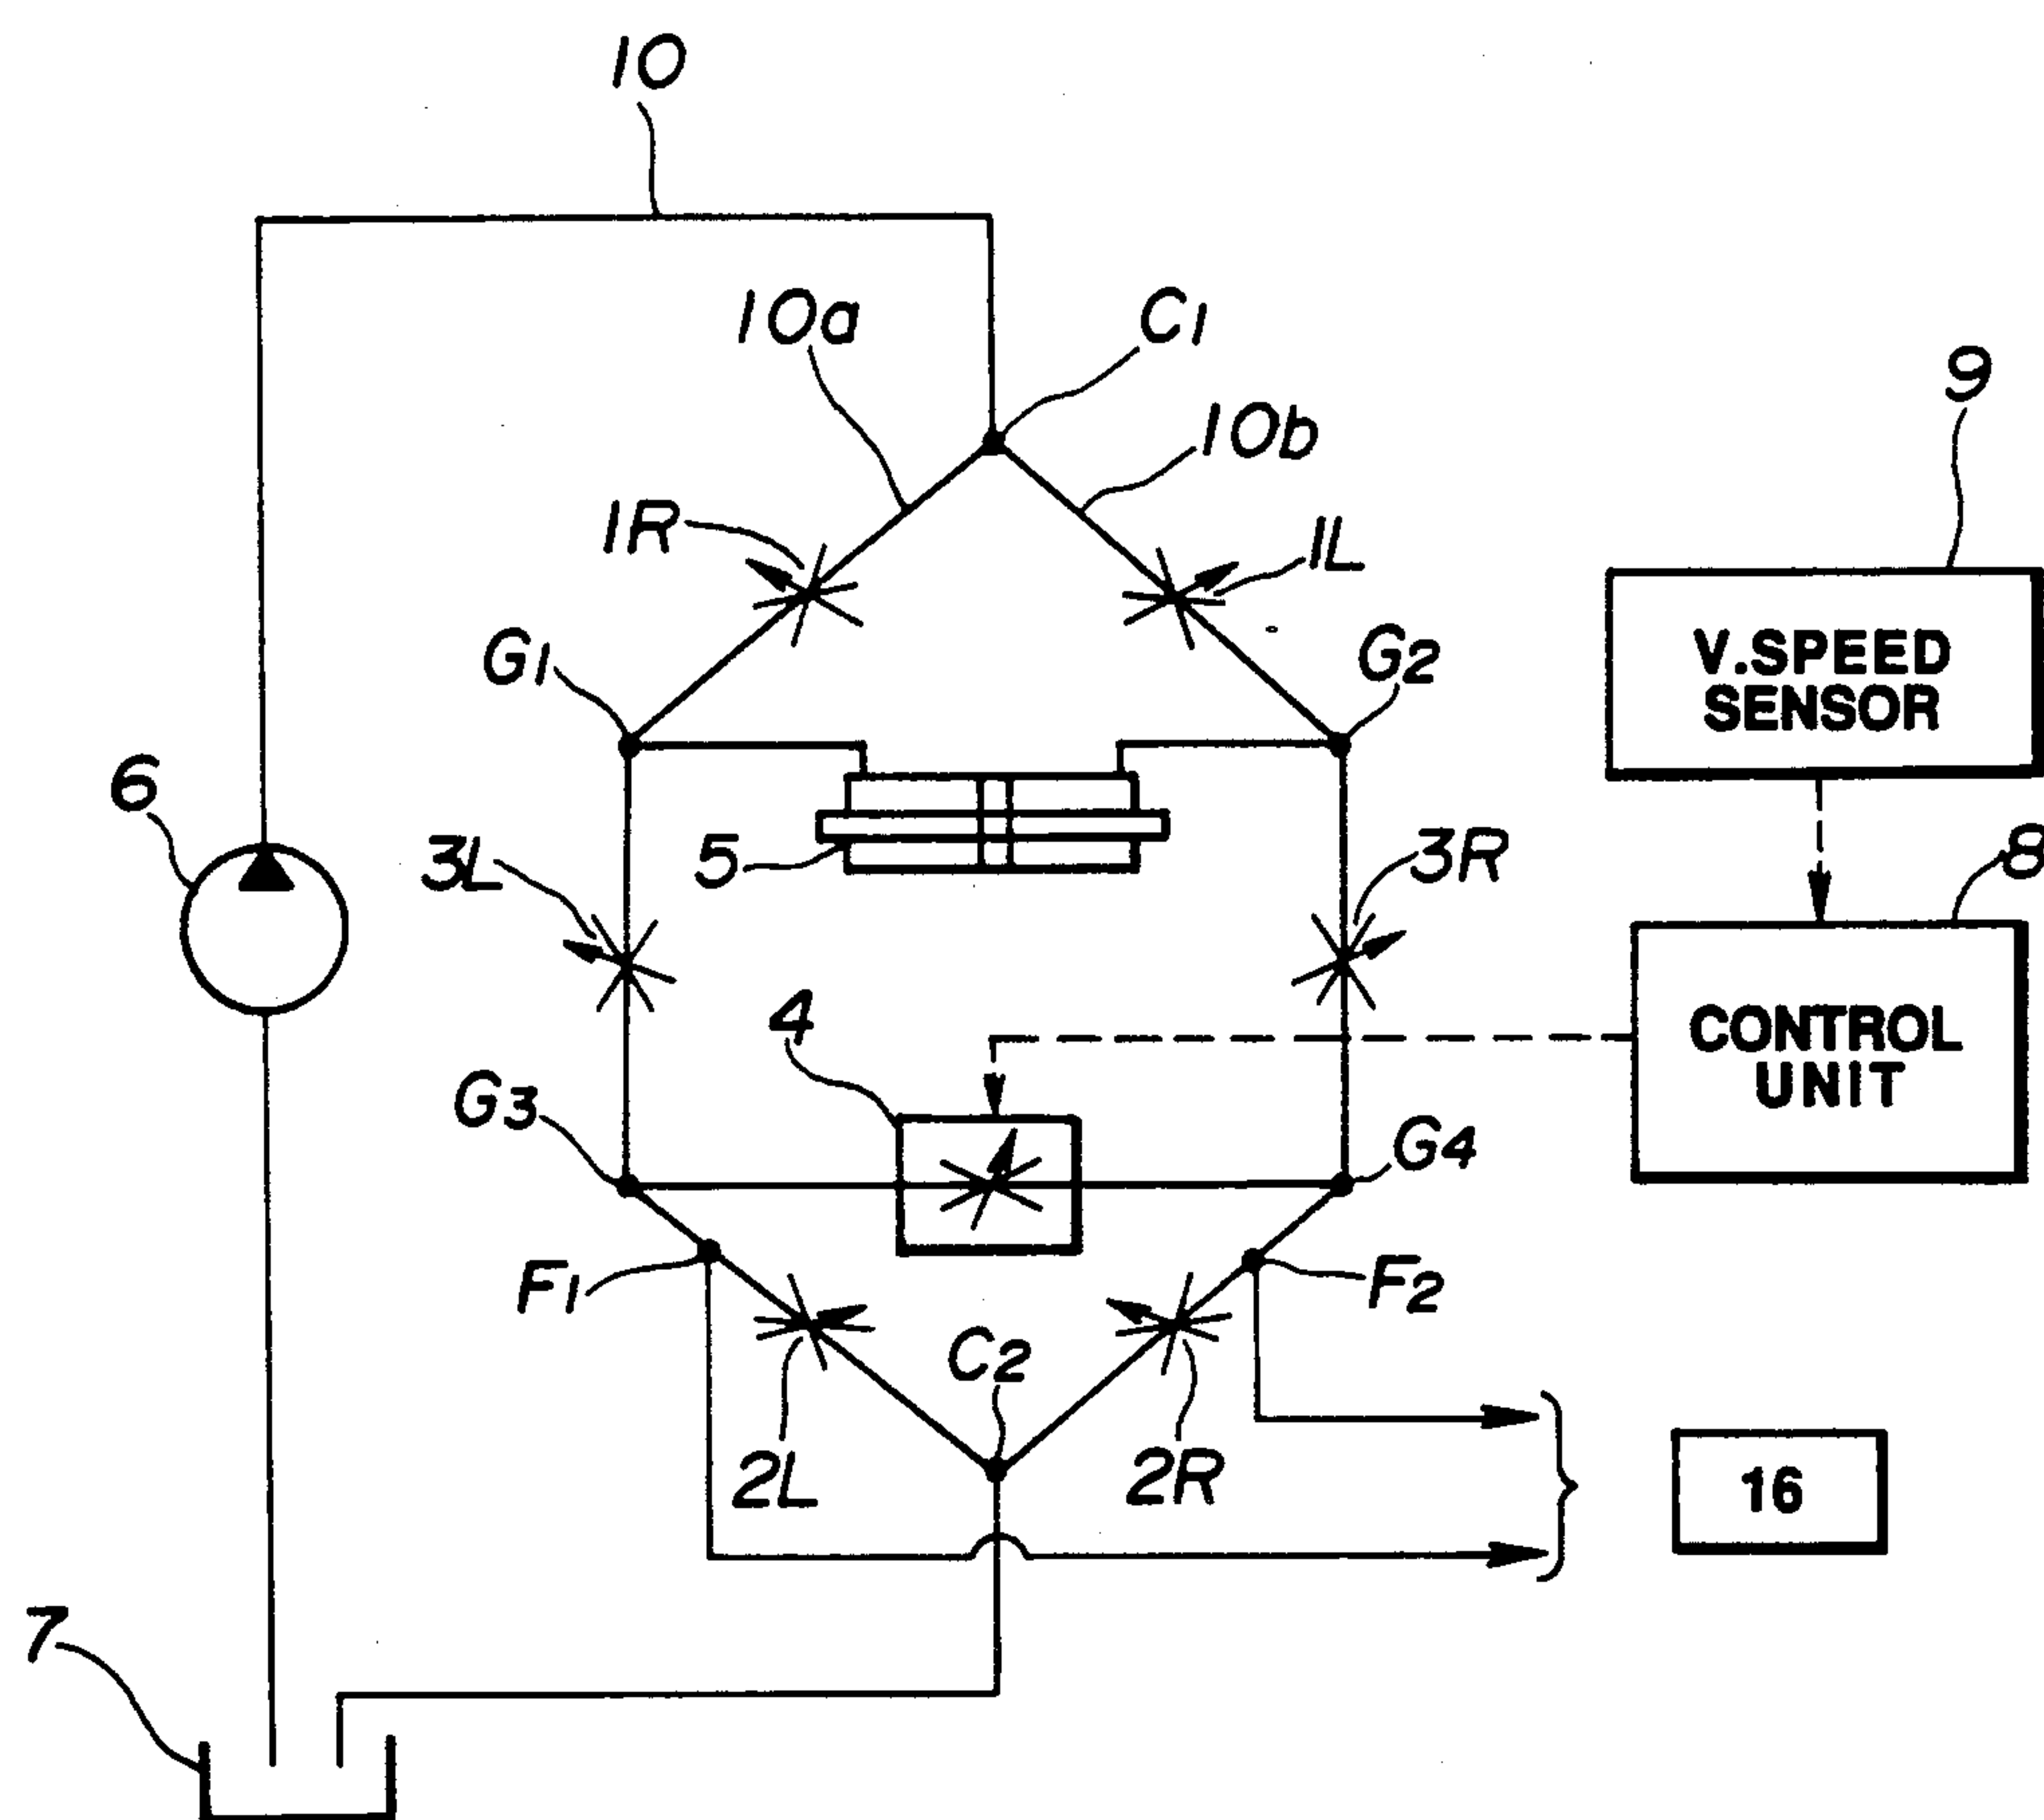 10
10a
C1
10b
9
1R
1L
V.SPEED
SENSOR
G1
G2
6
3L
5
3R
8
4
CONTROL
UNIT
G3
G4
F1
F2
C2
2L
2R
16
7